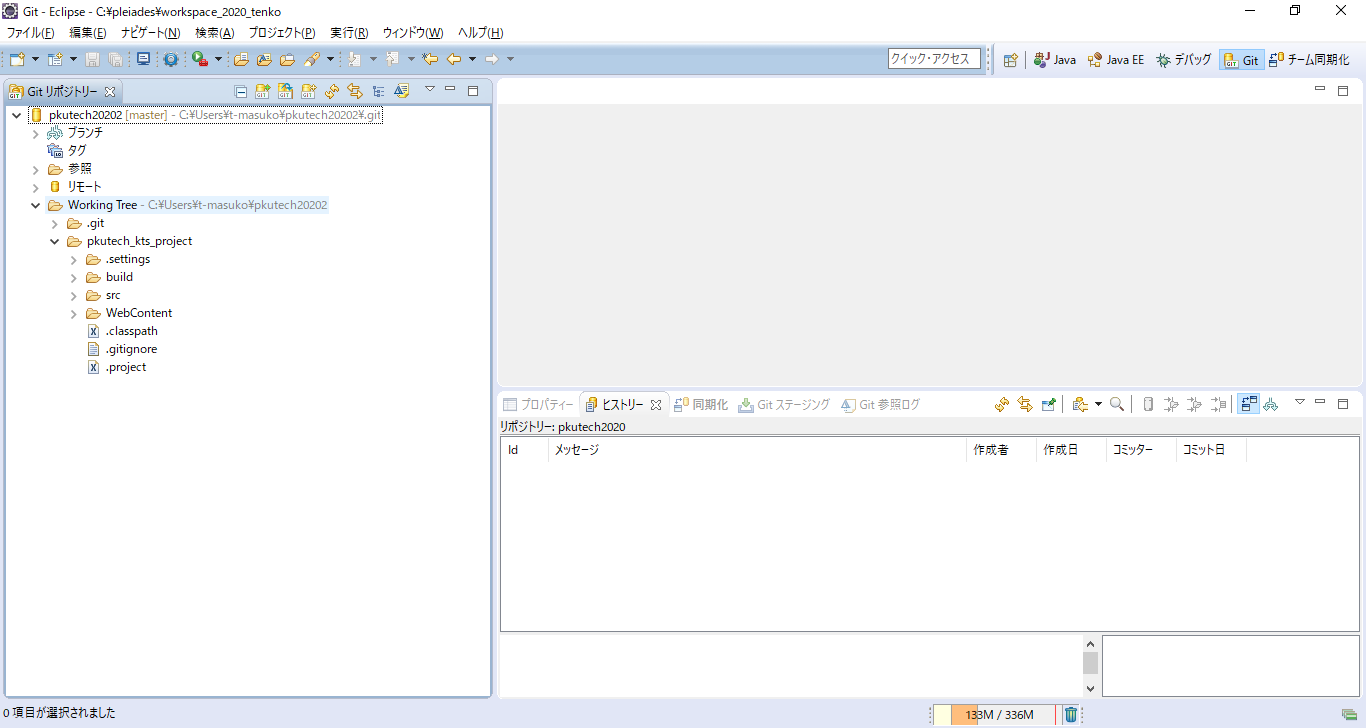 Git - Eclipse - C:¥pleiades¥workspace_2020_tenko
ファイル(F) 編集(E) ナビゲート(N) 検索(A) プロジェクト(P) 実行(R) ウィンドウ(W) ヘルプ(H)
クイック・アクセス
Java Java EE デバッグ Git チーム同期化
Git リポジトリー
pkutech20202 [master] - C:¥Users¥t-masuko¥pkutech20202¥.git
ブランチ
タグ
参照
リモート
Working Tree - C:¥Users¥t-masuko¥pkutech20202
.git
pkutech_kts_project
.settings
build
src
WebContent
.classpath
.gitignore
.project
プロパティー ヒストリー 同期化 Git ステージング Git 参照ログ
リポジトリー: pkutech2020
Id メッセージ 作成者 作成日 コミッター コミット日
0 項目が選択されました
133M / 336M